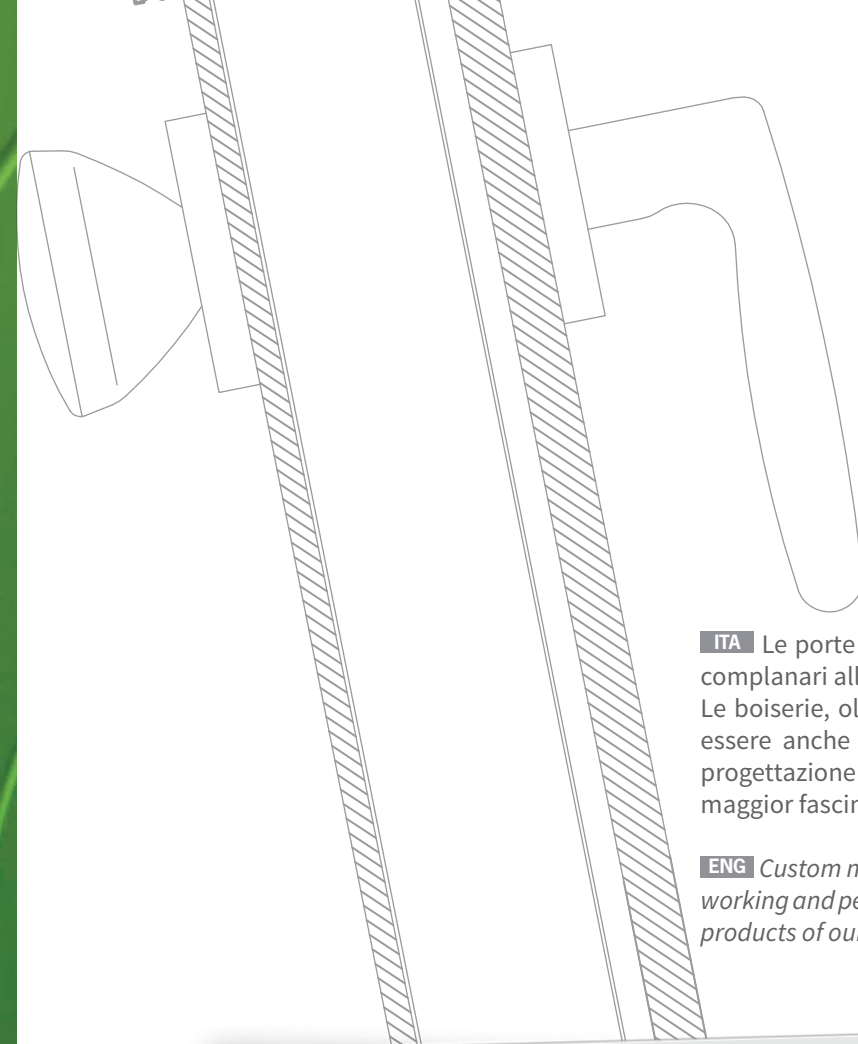 ITA Le porte
complanari all
Le boiserie, ol
essere anche
progettazione
maggior fascin
ENG Custom m
working and pe
products of our